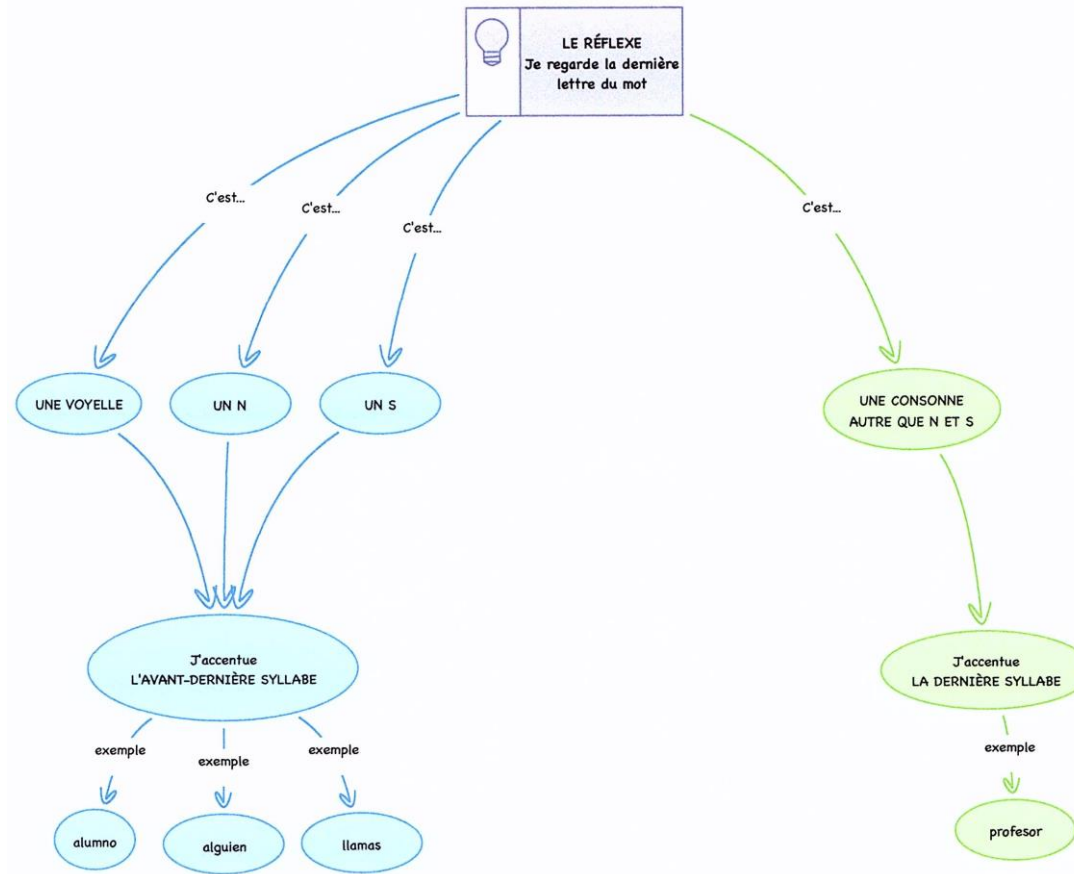 LE RÉFLEXE
Je regarde la dernière
lettre du mot
C'est...
C'est...
C'est...
C'est...
UNE VOYELLE
UN N
UN S
UNE CONSONNE
AUTRE QUE N ET S
J'accentue
L'AVANT-DERNIÈRE SYLLABE
J'accentue
LA DERNIÈRE SYLLABE
exemple
exemple
exemple
exemple
alumno
alguien
llamas
profesor